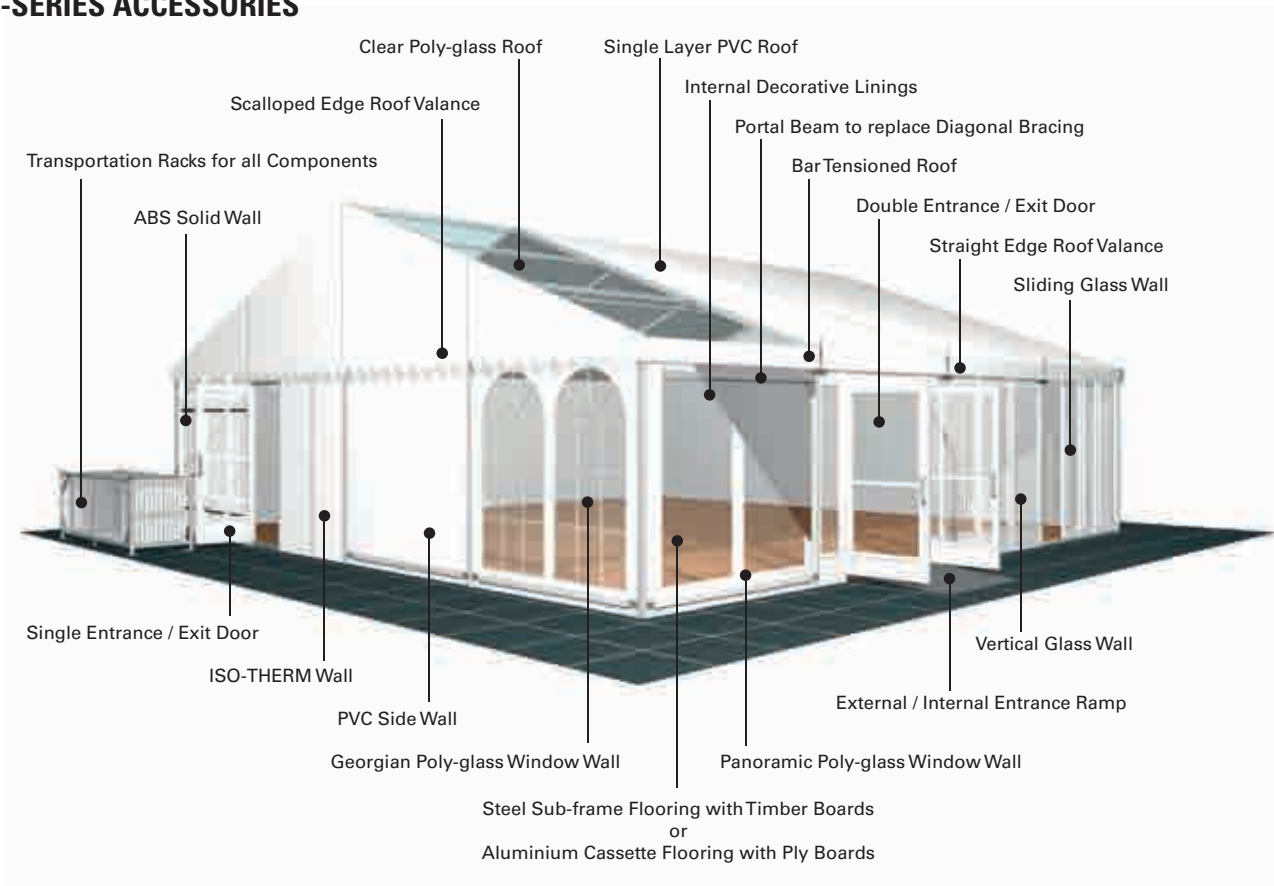 -SERIES ACCESSORIES
Clear Poly-glass Roof
Single Layer PVC Roof
Internal Decorative Linings
Scalloped Edge Roof Valance
Portal Beam to replace Diagonal Bracing
Transportation Racks for all Components
Bar Tensioned Roof
ABS Solid Wall
Double Entrance / Exit Door
Straight Edge Roof Valance
Sliding Glass Wall
Single Entrance / Exit Door
Vertical Glass Wall
ISO-THERM Wall
External / Internal Entrance Ramp
PVC Side Wall
Georgian Poly-glass Window Wall
Panoramic Poly-glass Window Wall
Steel Sub-frame Flooring with Timber Boards
or
Aluminium Cassette Flooring with Ply Boards